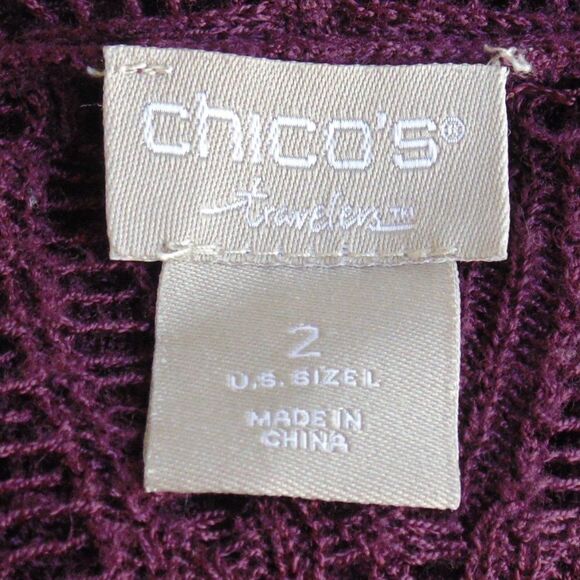 chico's®
travelers™
2
U.S. SIZE L
MADE IN
CHINA